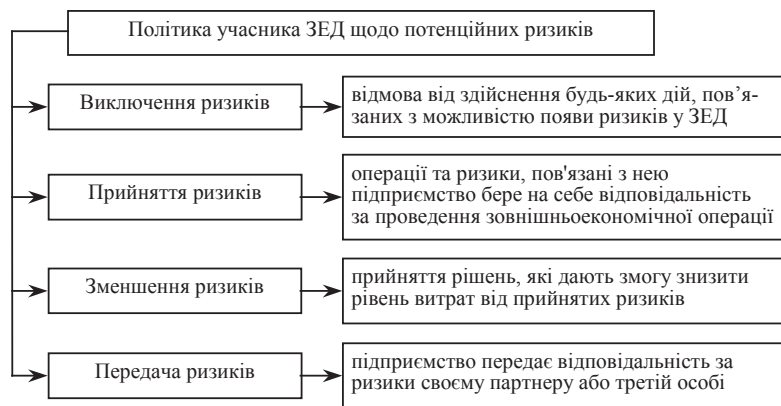 Політика учасника ЗЕД щодо потенційних ризиків
Виключення ризиків
відмова від здійснення будь-яких дій, пов’я-
заних з можливістю появи ризиків у ЗЕД
Прийняття ризиків
операції та ризики, пов'язані з нею
підприємство бере на себе відповідальність
за проведення зовнішньоекономічної операції
Зменшення ризиків
прийняття рішень, які дають змогу знизити
рівень витрат від прийнятих ризиків
Передача ризиків
підприємство передає відповідальність за
ризики своєму партнеру або третій особі